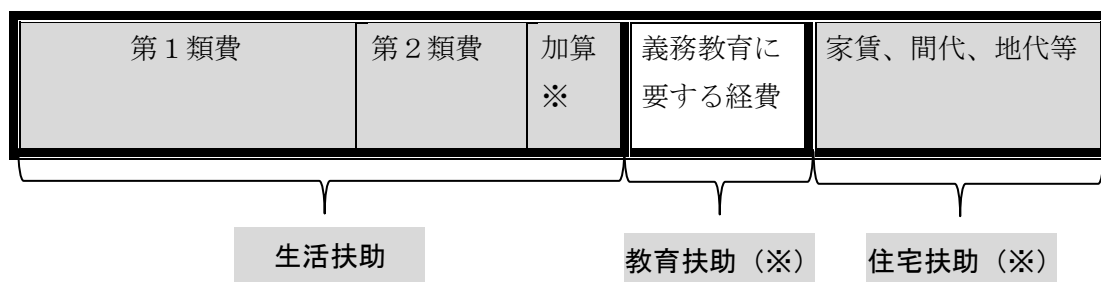 第１類費
第２類費
加算
※
義務教育に
要する経費
家賃、間代、地代等
生活扶助
教育扶助（※）
住宅扶助（※）